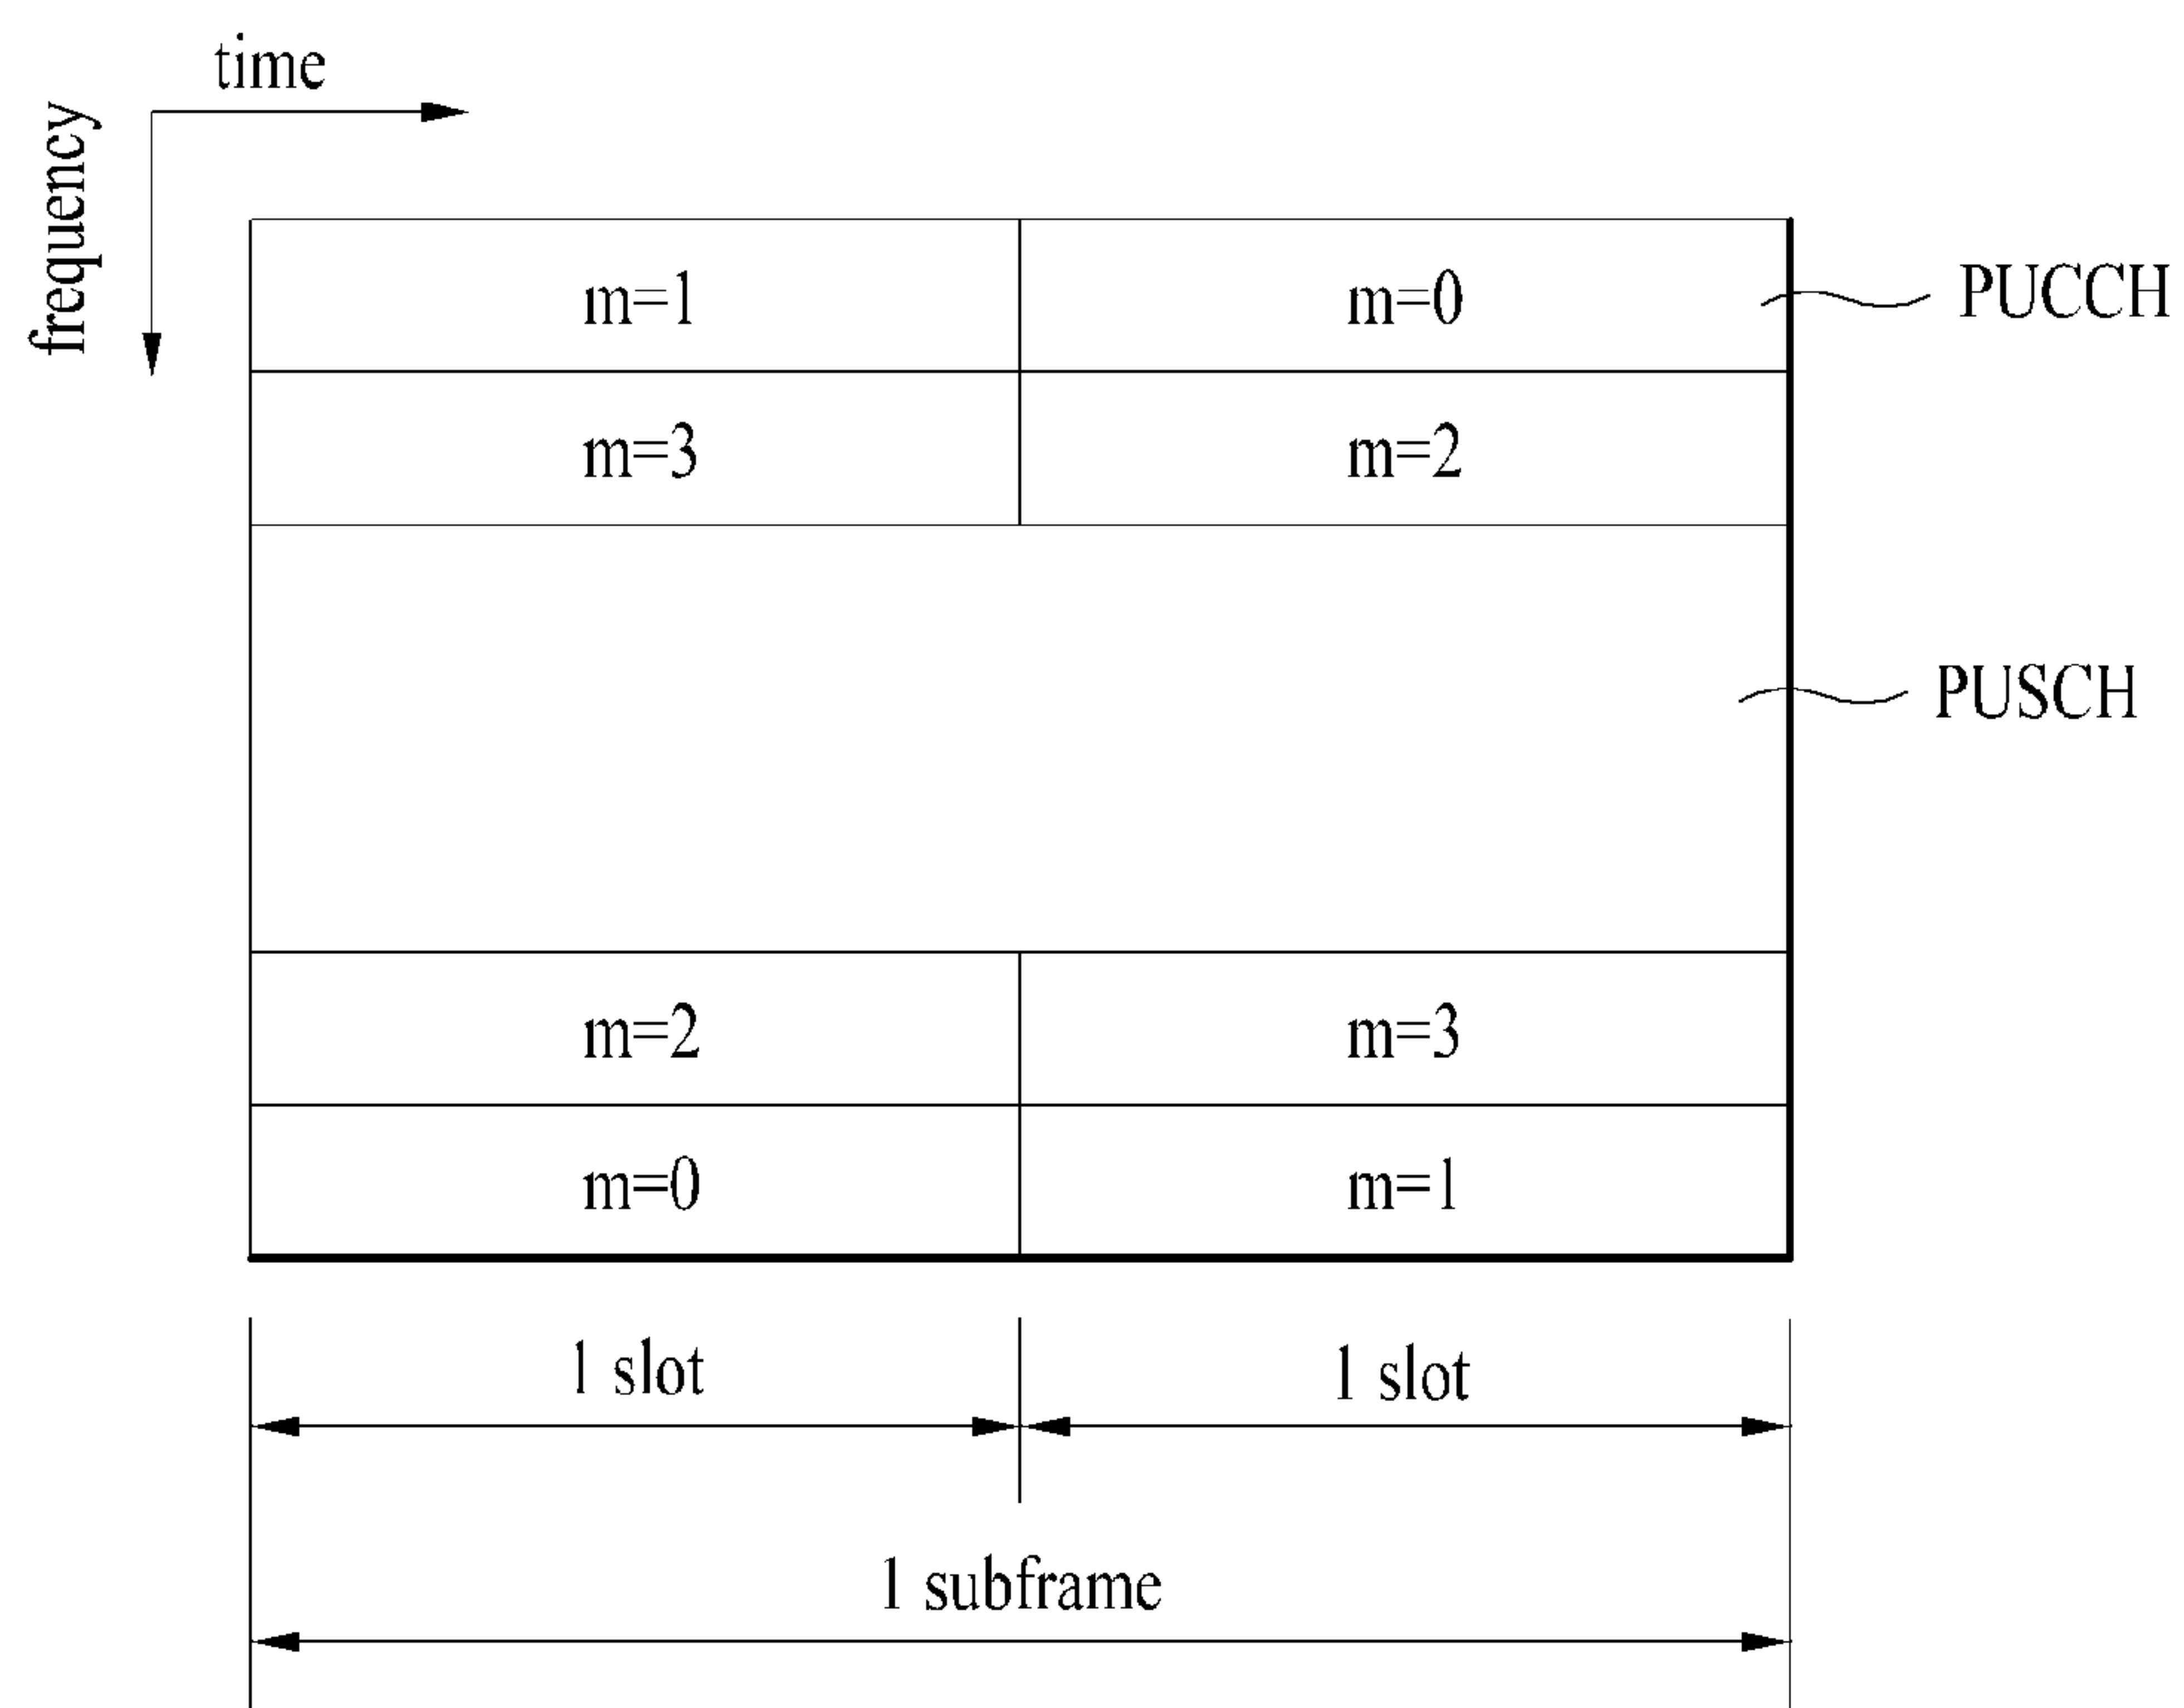 time
frequency
m=1
m=0
PUCCH
m=3
m=2
PUSCH
m=2
m=3
m=0
m=1
1 slot
1 slot
1 subframe